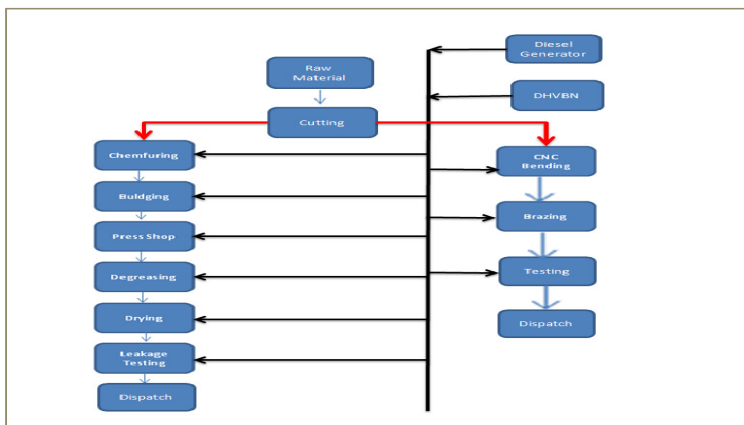 Diesel
Generator
Raw
Material
DHVBN
Cutting
Chemfuring
CNC
Bending
Buldging
Brazing
Press Shop
Degreasing
Testing
Drying
Dispatch
Leakage
Testing
Dispatch